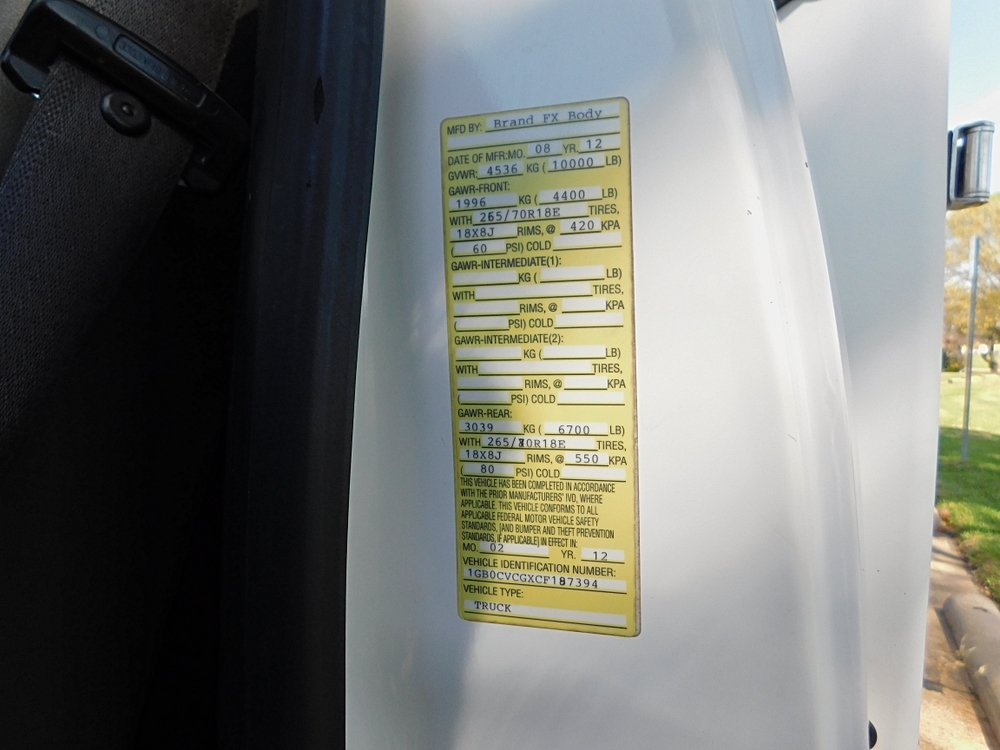 MFD BY: Brand FX Body
DATE OF MFR:MO. 08 YR. 12
GVWR: 4536 KG ( 10000 LB)
GAWR-FRONT:
1996 KG ( 4400 LB)
WITH 265/70R18E TIRES,
18X8J RIMS, @ 420 KPA
( 60 PSI) COLD
GAWR-INTERMEDIATE(1):
KG ( LB)
WITH TIRES,
RIMS, @ KPA
( PSI) COLD
GAWR-INTERMEDIATE(2):
KG ( LB)
WITH TIRES,
RIMS, @ KPA
( PSI) COLD
GAWR-REAR:
3039 KG ( 6700 LB)
WITH 265/70R18E TIRES,
18X8J RIMS, @ 550 KPA
( 80 PSI) COLD
THIS VEHICLE HAS BEEN COMPLETED IN ACCORDANCE
WITH THE PRIOR MANUFACTURERS' IVD, WHERE
APPLICABLE. THIS VEHICLE CONFORMS TO ALL
APPLICABLE FEDERAL MOTOR VEHICLE SAFETY
STANDARDS, [AND BUMPER AND THEFT PREVENTION
STANDARDS, IF APPLICABLE] IN EFFECT IN:
MO. 02 YR. 12
VEHICLE IDENTIFICATION NUMBER:
1GB0CVCGXCF187394
VEHICLE TYPE:
TRUCK